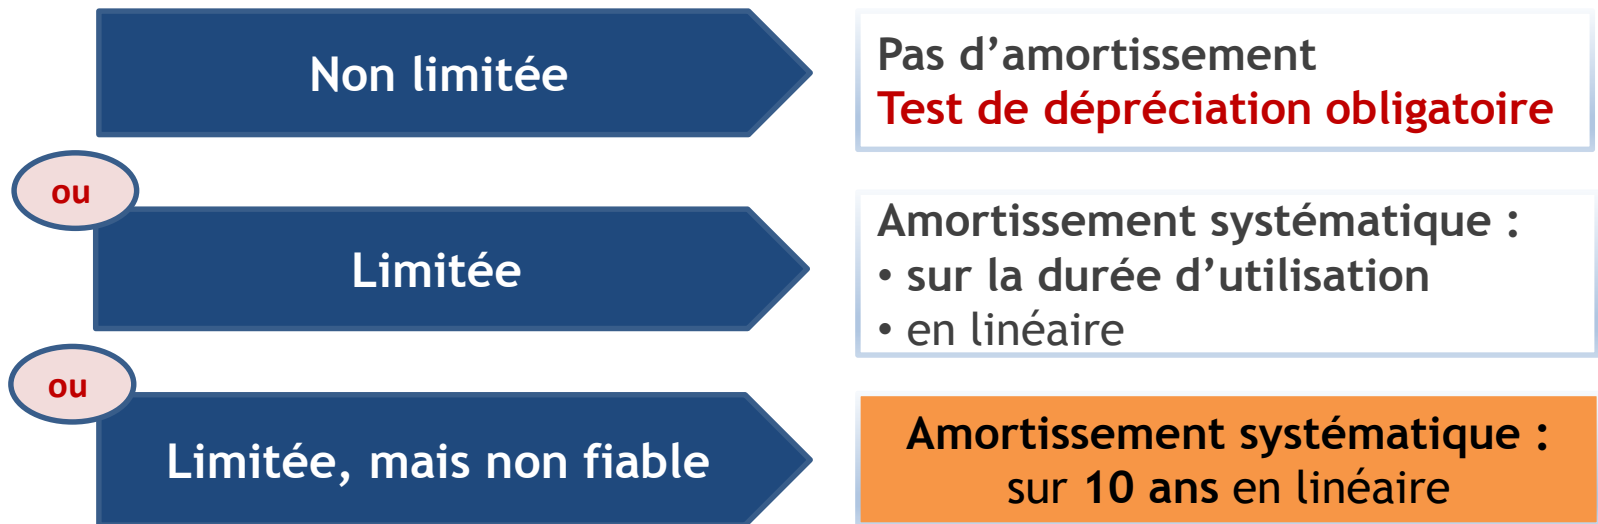 Non limitée
Pas d’amortissement
Test de dépréciation obligatoire
ou
Limitée
Amortissement systématique :
• sur la durée d’utilisation
• en linéaire
ou
Limitée, mais non fiable
Amortissement systématique :
sur 10 ans en linéaire